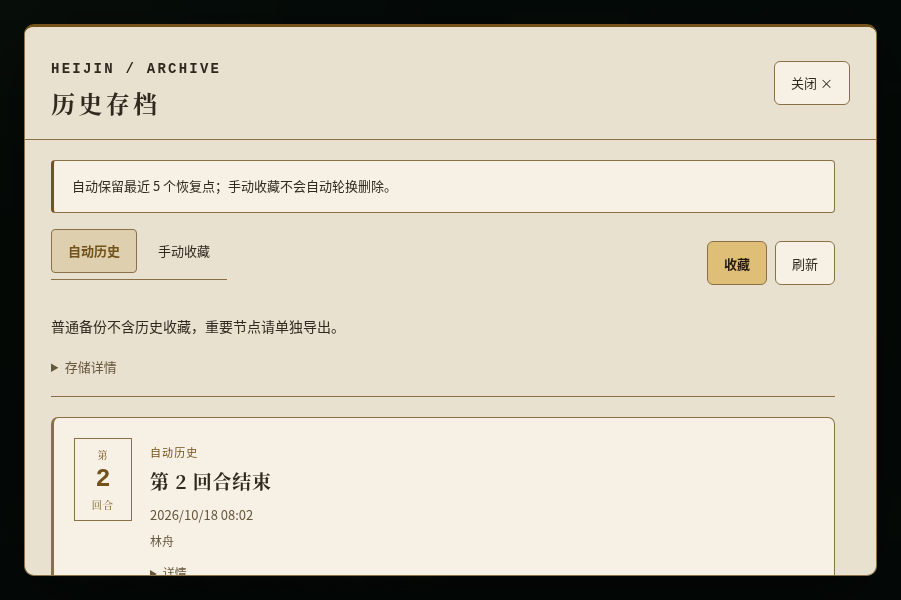 HEIJIN / ARCHIVE
历史存档
关闭 ×
自动保留最近 5 个恢复点；手动收藏不会自动轮换删除。
自动历史 手动收藏
收藏 刷新
普通备份不含历史收藏，重要节点请单独导出。
▶ 存储详情
第
2
回合
自动历史
第 2 回合结束
2026/10/18 08:02
林舟
▶ 详情